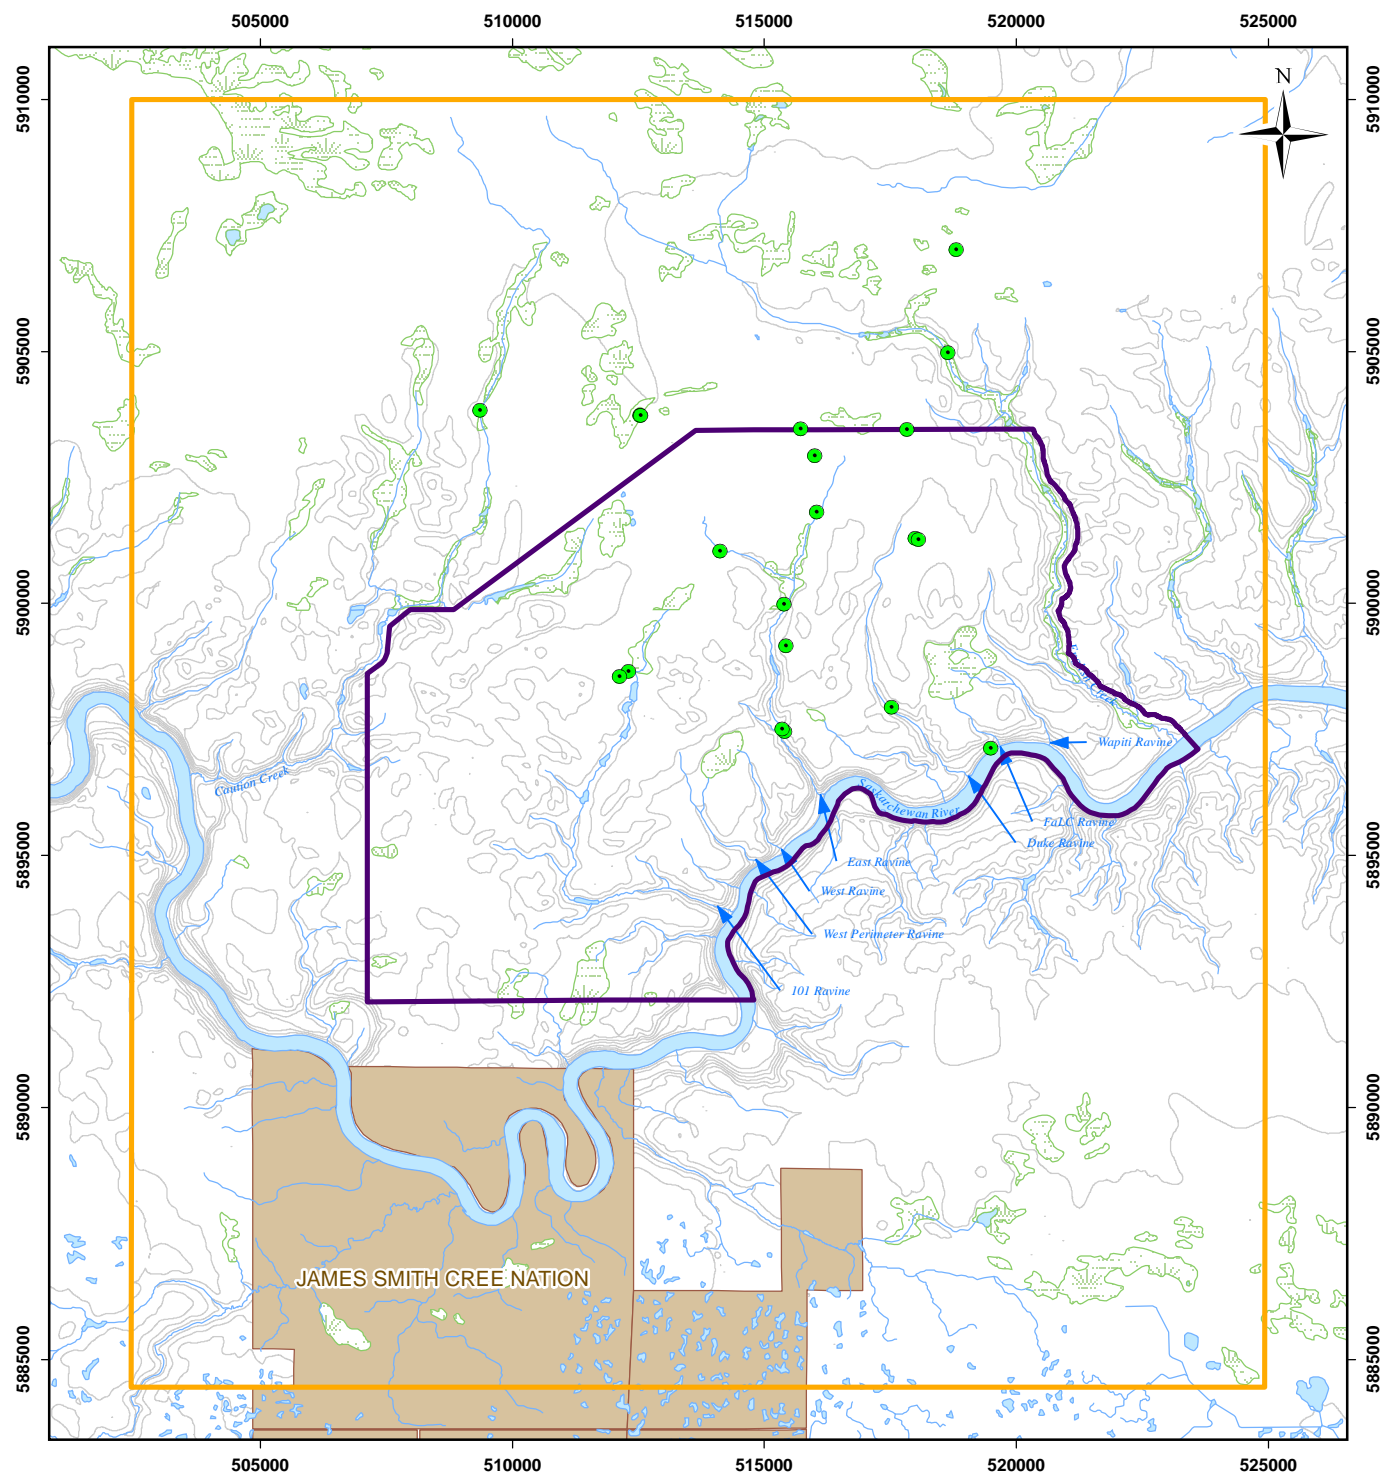 505000
510000
515000
520000
525000
5910000
5910000
N
5905000
5905000
5900000
5900000
Wapiti Ravine
Caution Creek
Saskatchewan River
FaLC Ravine
Duke Ravine
5895000
5895000
East Ravine
West Ravine
West Perimeter Ravine
101 Ravine
5890000
5890000
JAMES SMITH CREE NATION
5885000
5885000
505000
510000
515000
520000
525000